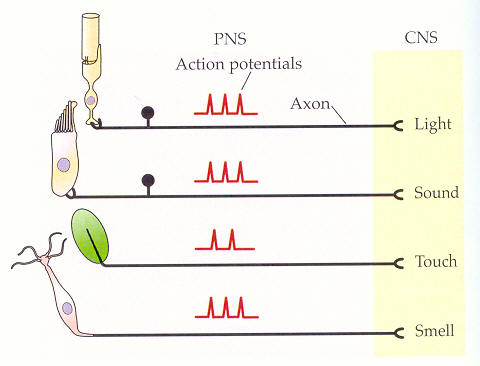 PNS
CNS
Action potentials
Axon
Light
Sound
Touch
Smell